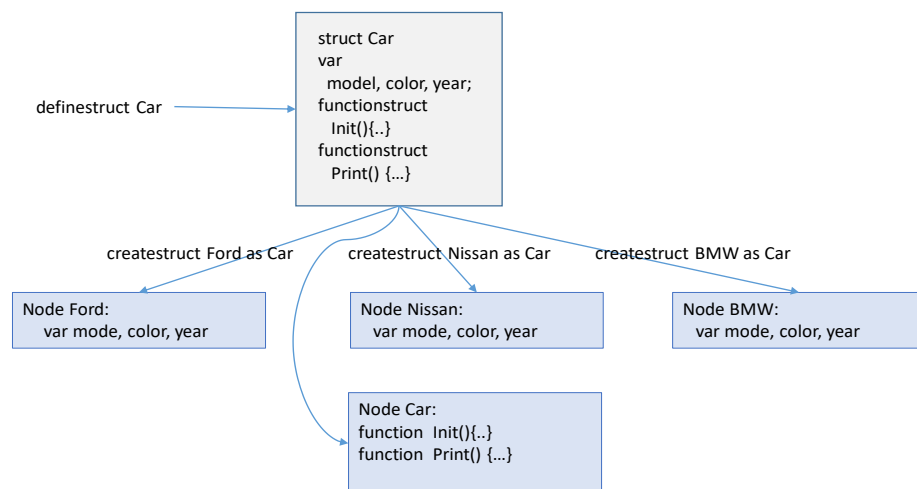 struct Car
var
model, color, year;
functionstruct
Init(){..}
functionstruct
Print() {...}
definestruct Car
createstruct Ford as Car
createstruct Nissan as Car
createstruct BMW as Car
Node Ford:
var mode, color, year
Node Nissan:
var mode, color, year
Node BMW:
var mode, color, year
Node Car:
function Init(){..}
function Print() {...}